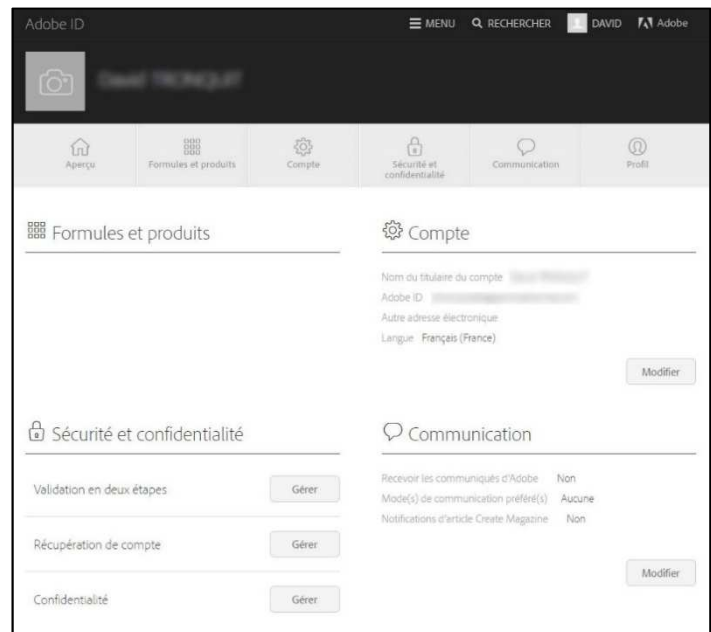 Adobe ID
MENU RECHERCHER DAVID Adobe
Aperçu
Formules et produits
Compte
Sécurité et
confidentialité
Communication
Profil
Formules et produits
Compte
Nom du titulaire du compte
Adobe ID
Autre adresse électronique
Langue Français (France)
Modifier
Sécurité et confidentialité
Validation en deux étapes Gérer
Récupération de compte Gérer
Confidentialité Gérer
Communication
Recevoir les communiqués d'Adobe Non
Mode(s) de communication préféré(s) Aucune
Notifications d'article Create Magazine Non
Modifier